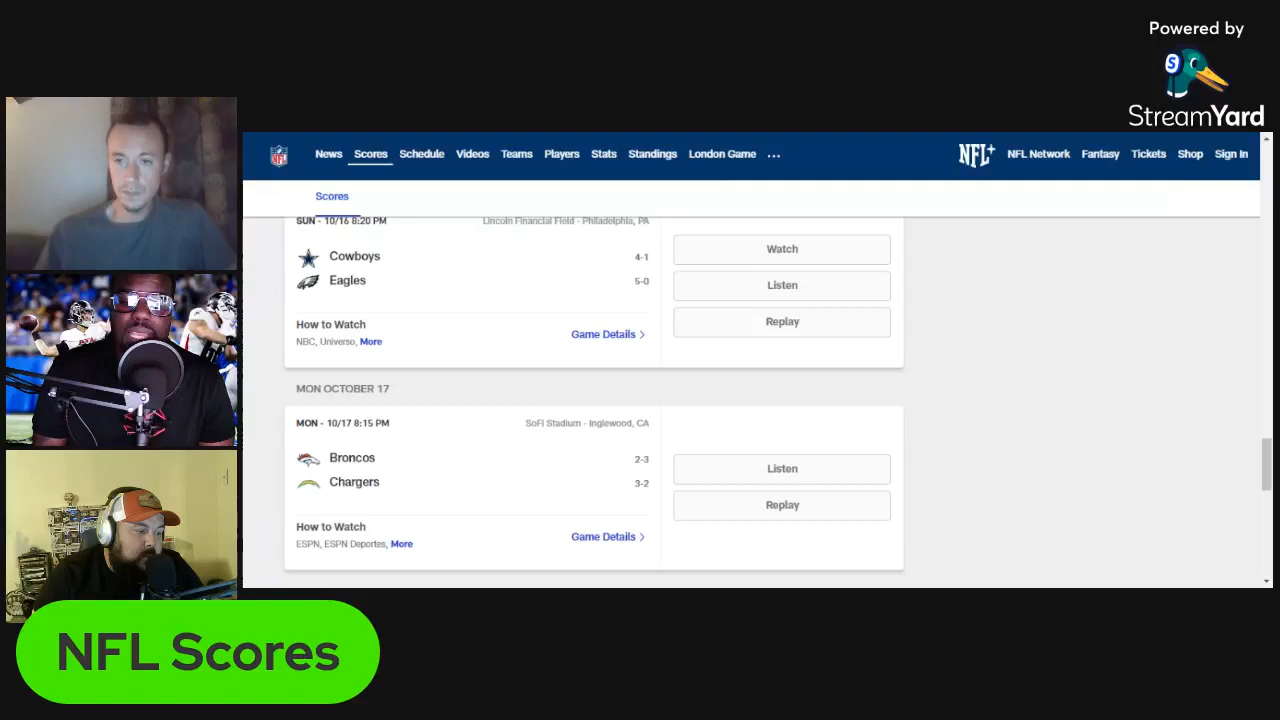 Powered by
StreamYard
News Scores Schedule Videos Teams Players Stats Standings London Game ... NFL+ NFL Network Fantasy Tickets Shop Sign In
Scores
SUN - 10/16 8:20 PM Lincoln Financial Field - Philadelphia, PA
Cowboys 4-1
Eagles 5-0
How to Watch
NBC, Universo, More
Game Details >
Watch
Listen
Replay
MON OCTOBER 17
MON - 10/17 8:15 PM SoFi Stadium - Inglewood, CA
Broncos 2-3
Chargers 3-2
How to Watch
ESPN, ESPN Deportes, More
Game Details >
Listen
Replay
NFL Scores